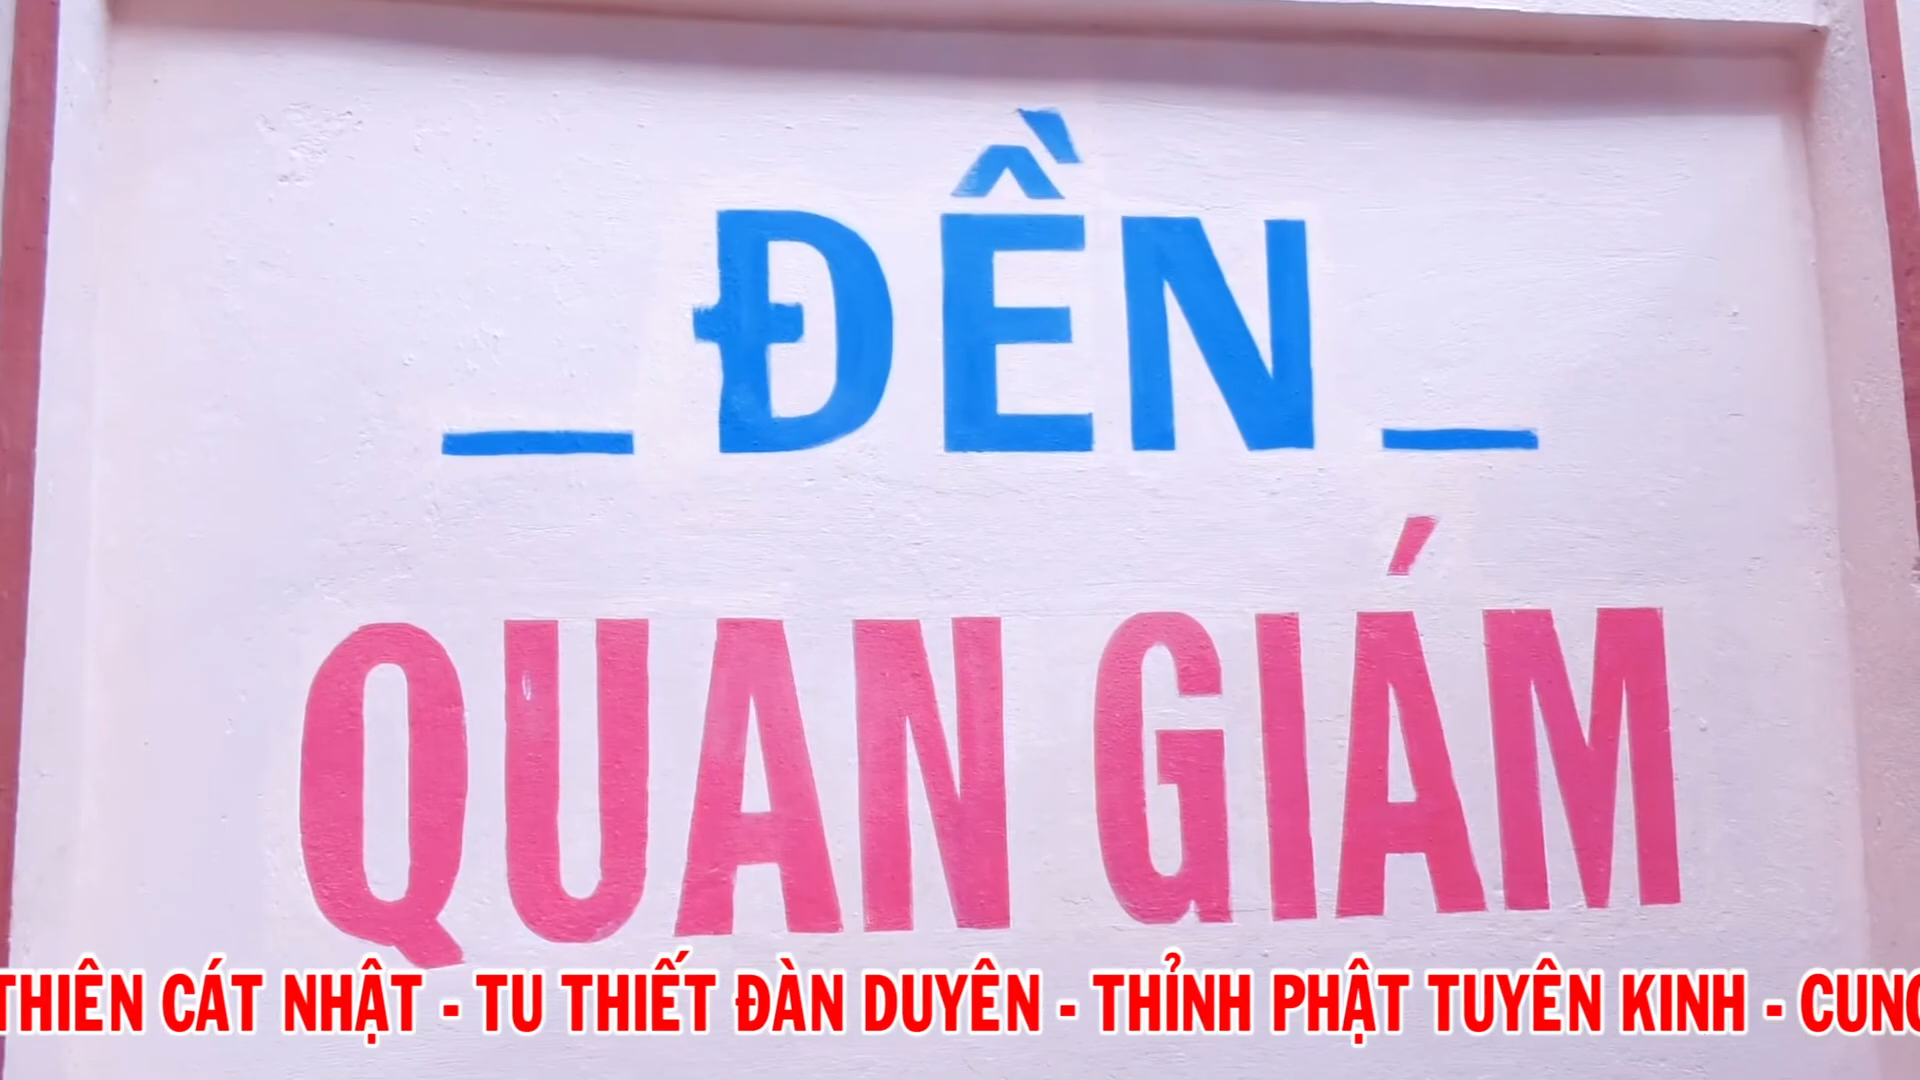 _ ĐỀN _
QUAN GIÁM
THIÊN CÁT NHẬT - TU THIẾT ĐÀN DUYÊN - THỈNH PHẬT TUYÊN KINH -